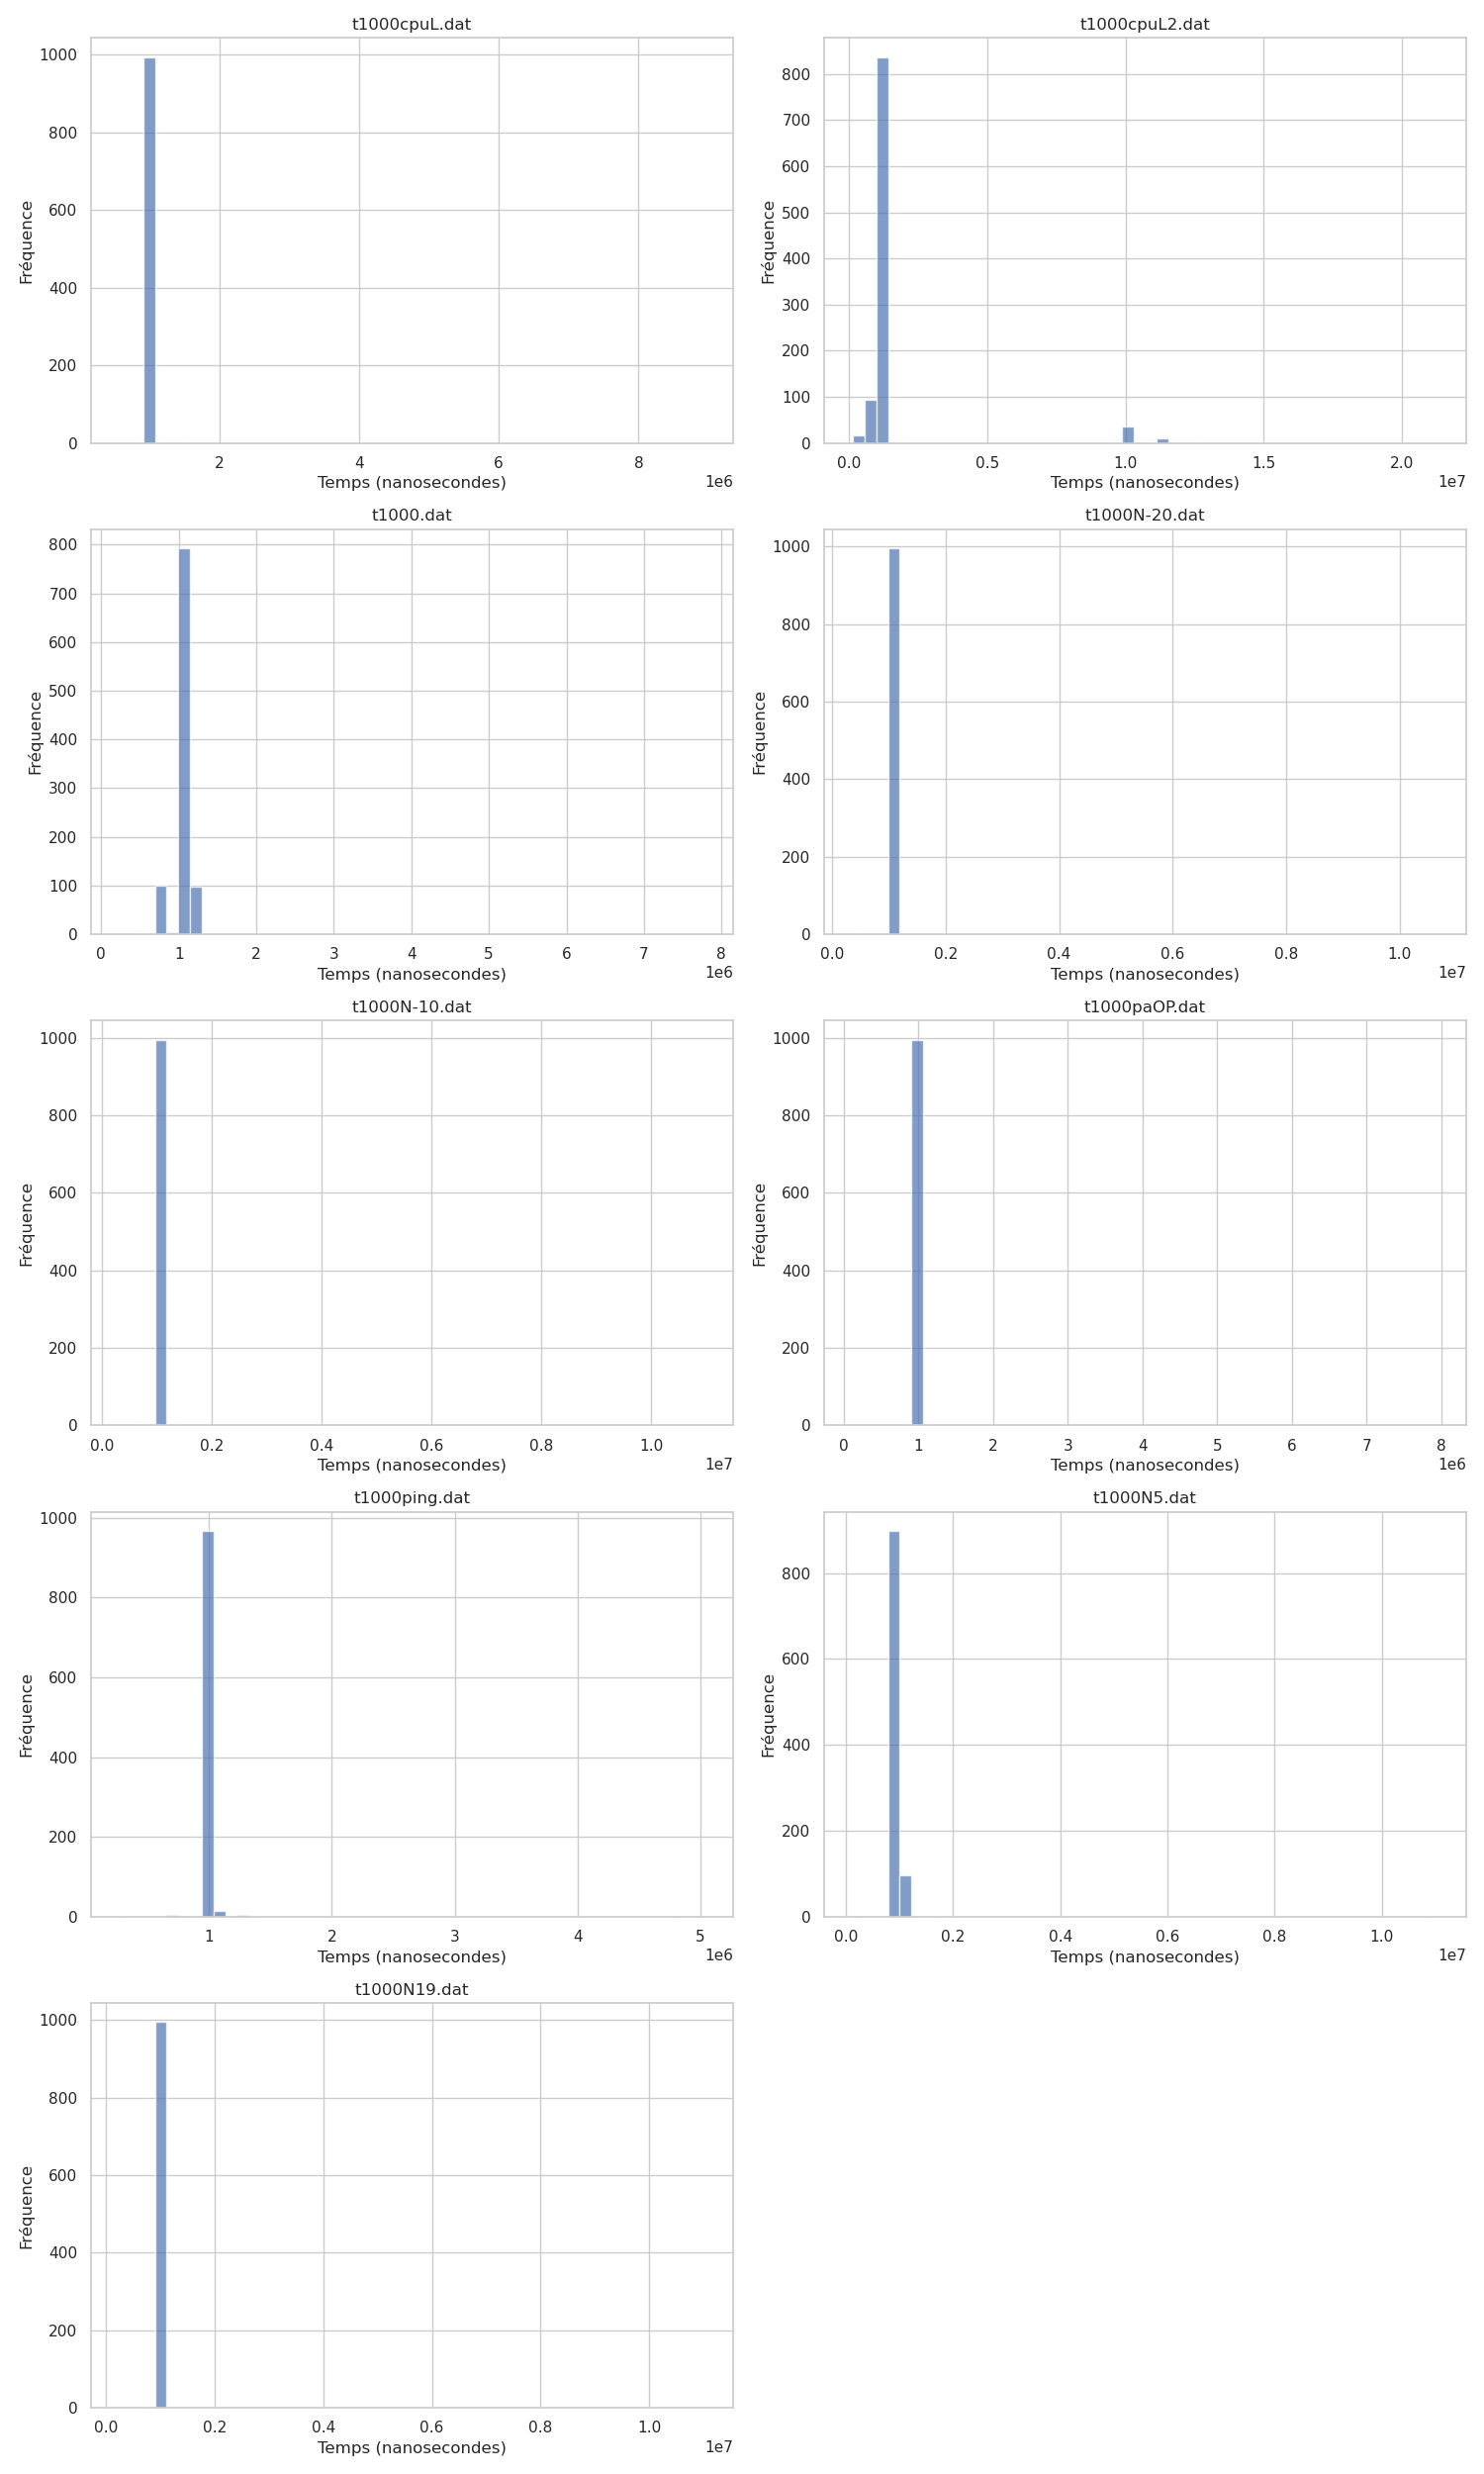 t1000cpuL.dat
1000
800
600
400
200
0
Fréquence
2 4 6 8
1e6
Temps (nanosecondes)
t1000cpuL2.dat
800
700
600
500
400
300
200
100
0
Fréquence
0.0 0.5 1.0 1.5 2.0
1e7
Temps (nanosecondes)
t1000.dat
800
700
600
500
400
300
200
100
0
Fréquence
0 1 2 3 4 5 6 7 8
1e6
Temps (nanosecondes)
t1000N-20.dat
1000
800
600
400
200
0
Fréquence
0.0 0.2 0.4 0.6 0.8 1.0
1e7
Temps (nanosecondes)
t1000N-10.dat
1000
800
600
400
200
0
Fréquence
0.0 0.2 0.4 0.6 0.8 1.0
1e7
Temps (nanosecondes)
t1000paOP.dat
1000
800
600
400
200
0
Fréquence
0 1 2 3 4 5 6 7 8
1e6
Temps (nanosecondes)
t1000ping.dat
1000
800
600
400
200
0
Fréquence
1 2 3 4 5
1e6
Temps (nanosecondes)
t1000N5.dat
800
600
400
200
0
Fréquence
0.0 0.2 0.4 0.6 0.8 1.0
1e7
Temps (nanosecondes)
t1000N19.dat
1000
800
600
400
200
0
Fréquence
0.0 0.2 0.4 0.6 0.8 1.0
1e7
Temps (nanosecondes)